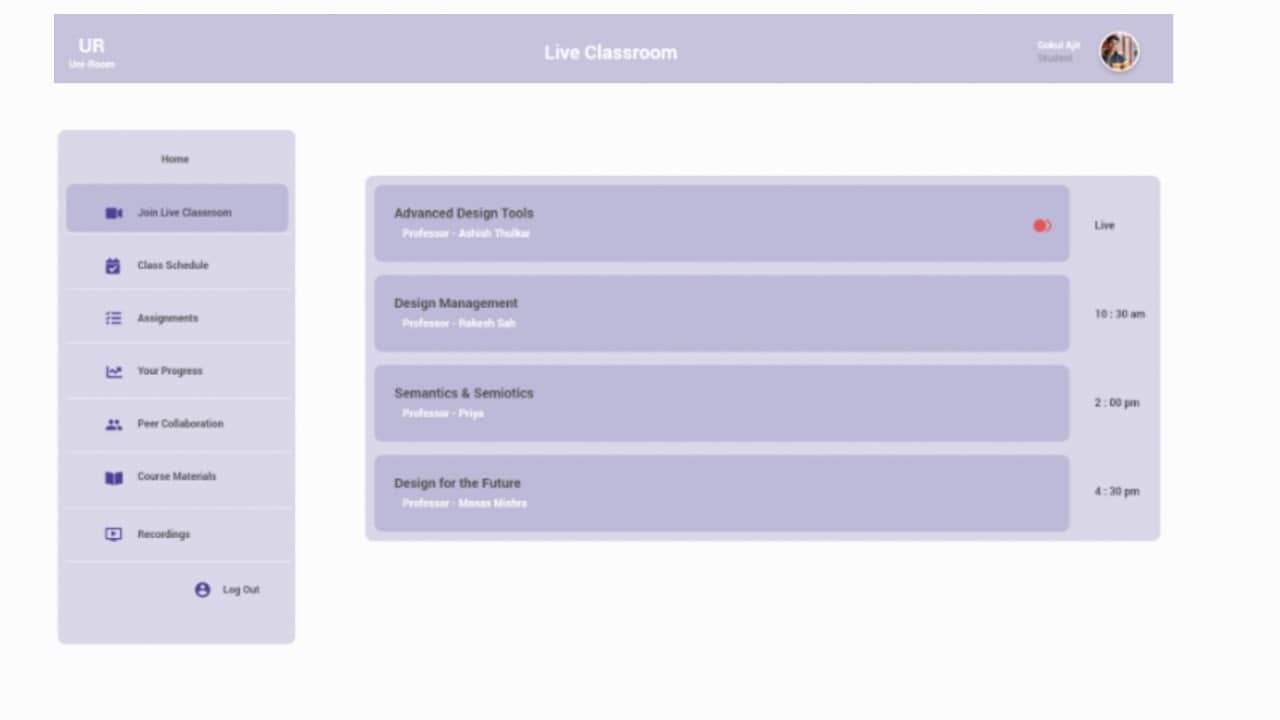 UR
Uni-Room
Live Classroom
Gokul Ajit
Student
Home
Join Live Classroom
Class Schedule
Assignments
Your Progress
Peer Collaboration
Course Materials
Recordings
Log Out
Advanced Design Tools
Professor - Ashish Thulkar
Live
Design Management
Professor - Rakesh Sah
10 : 30 am
Semantics & Semiotics
Professor - Priya
2 : 00 pm
Design for the Future
Professor - Manas Mishra
4 : 30 pm